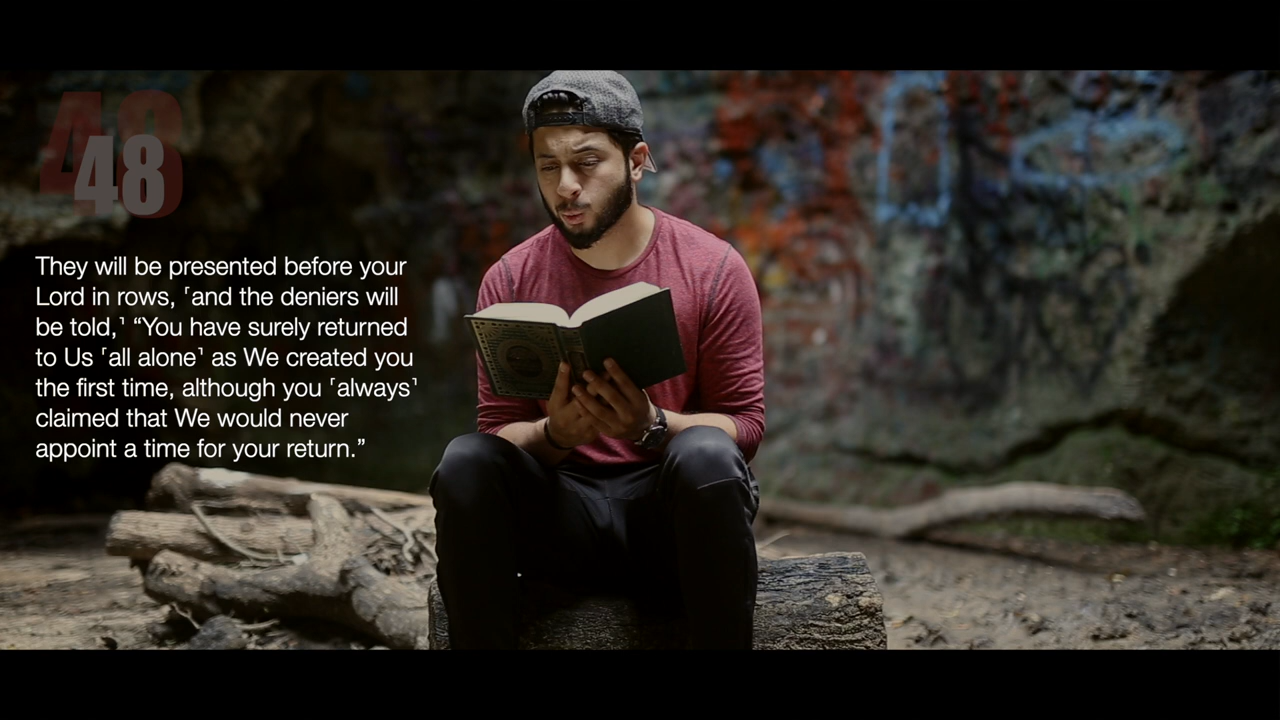 48
They will be presented before your
Lord in rows, ˹and the deniers will
be told,˺ “You have surely returned
to Us ˹all alone˺ as We created you
the first time, although you ˹always˺
claimed that We would never
appoint a time for your return.”